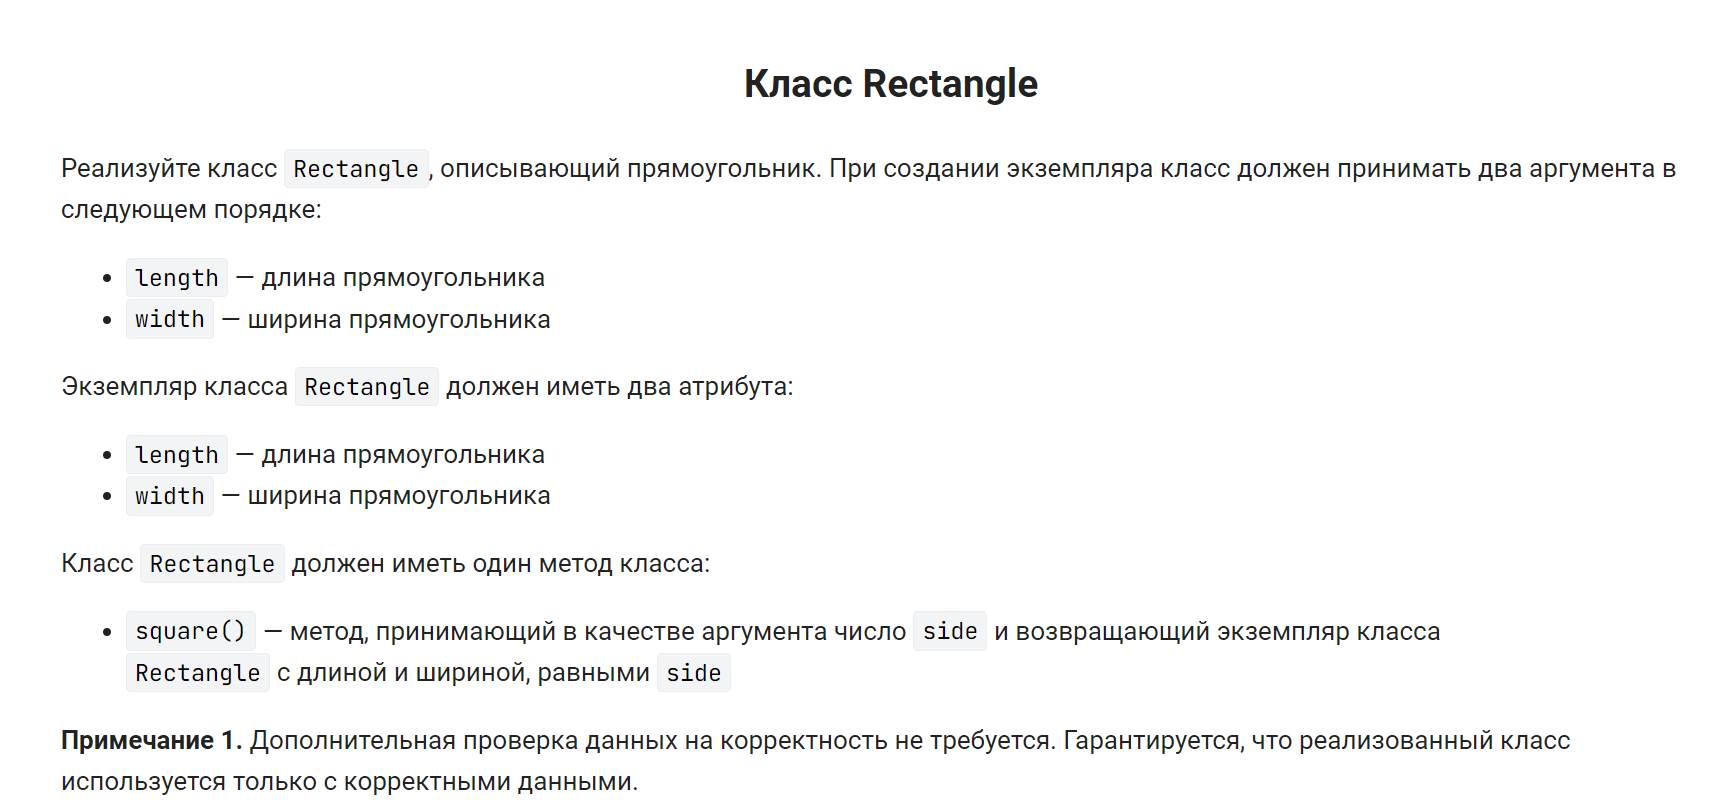 Класс Rectangle
Реализуйте класс Rectangle, описывающий прямоугольник. При создании экземпляра класс должен принимать два аргумента в
следующем порядке:
• length — длина прямоугольника
• width — ширина прямоугольника
Экземпляр класса Rectangle должен иметь два атрибута:
• length — длина прямоугольника
• width — ширина прямоугольника
Класс Rectangle должен иметь один метод класса:
• square() — метод, принимающий в качестве аргумента число side и возвращающий экземпляр класса
Rectangle с длиной и шириной, равными side
Примечание 1. Дополнительная проверка данных на корректность не требуется. Гарантируется, что реализованный класс
используется только с корректными данными.